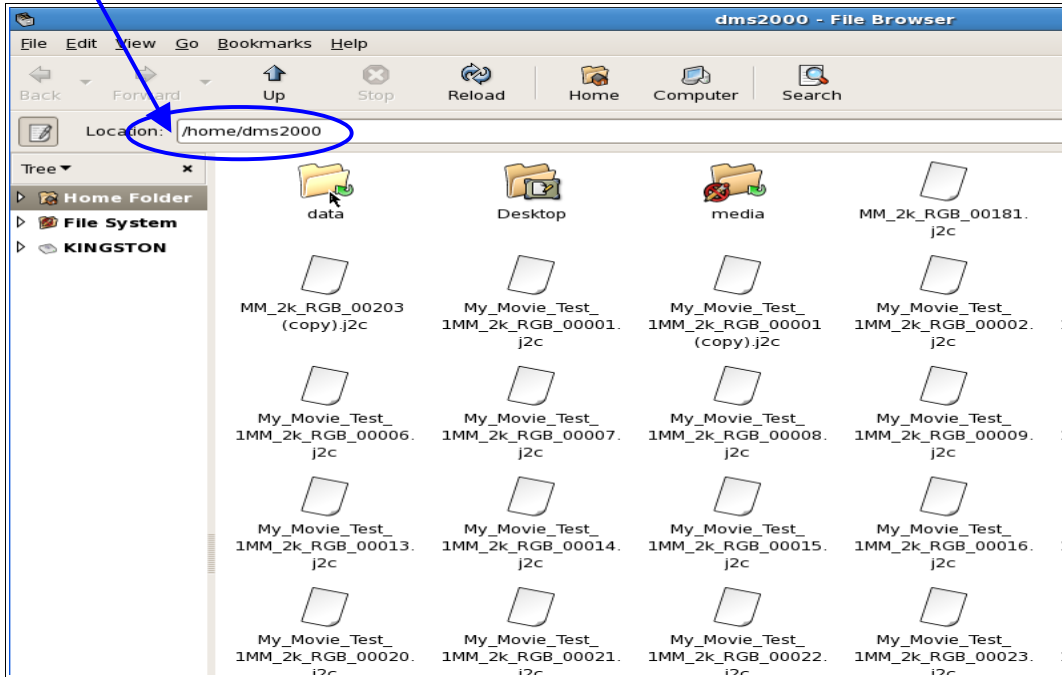 dms2000 - File Browser
File Edit View Go Bookmarks Help
Back Forward Up Stop Reload Home Computer Search
Location: /home/dms2000
Tree
Home Folder
File System
KINGSTON
data Desktop media MM_2k_RGB_00181.
j2c
MM_2k_RGB_00203 My_Movie_Test_ My_Movie_Test_ My_Movie_Test_
(copy).j2c 1MM_2k_RGB_00001. 1MM_2k_RGB_00001 1MM_2k_RGB_00002.
j2c (copy).j2c j2c
My_Movie_Test_ My_Movie_Test_ My_Movie_Test_ My_Movie_Test_
1MM_2k_RGB_00006. 1MM_2k_RGB_00007. 1MM_2k_RGB_00008. 1MM_2k_RGB_00009.
j2c j2c j2c j2c
My_Movie_Test_ My_Movie_Test_ My_Movie_Test_ My_Movie_Test_
1MM_2k_RGB_00013. 1MM_2k_RGB_00014. 1MM_2k_RGB_00015. 1MM_2k_RGB_00016.
j2c j2c j2c j2c
My_Movie_Test_ My_Movie_Test_ My_Movie_Test_ My_Movie_Test_
1MM_2k_RGB_00020. 1MM_2k_RGB_00021. 1MM_2k_RGB_00022. 1MM_2k_RGB_00023.
j2c j2c j2c j2c